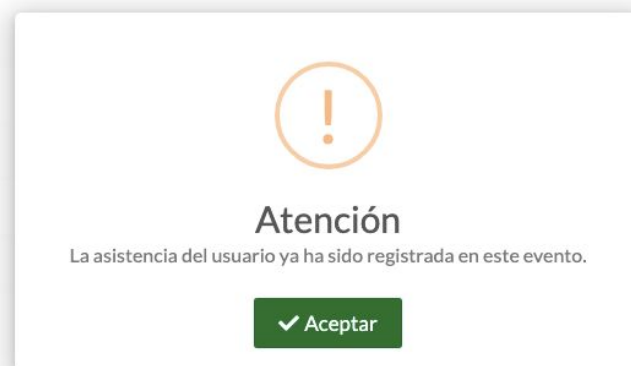 Atención
La asistencia del usuario ya ha sido registrada en este evento.
Aceptar